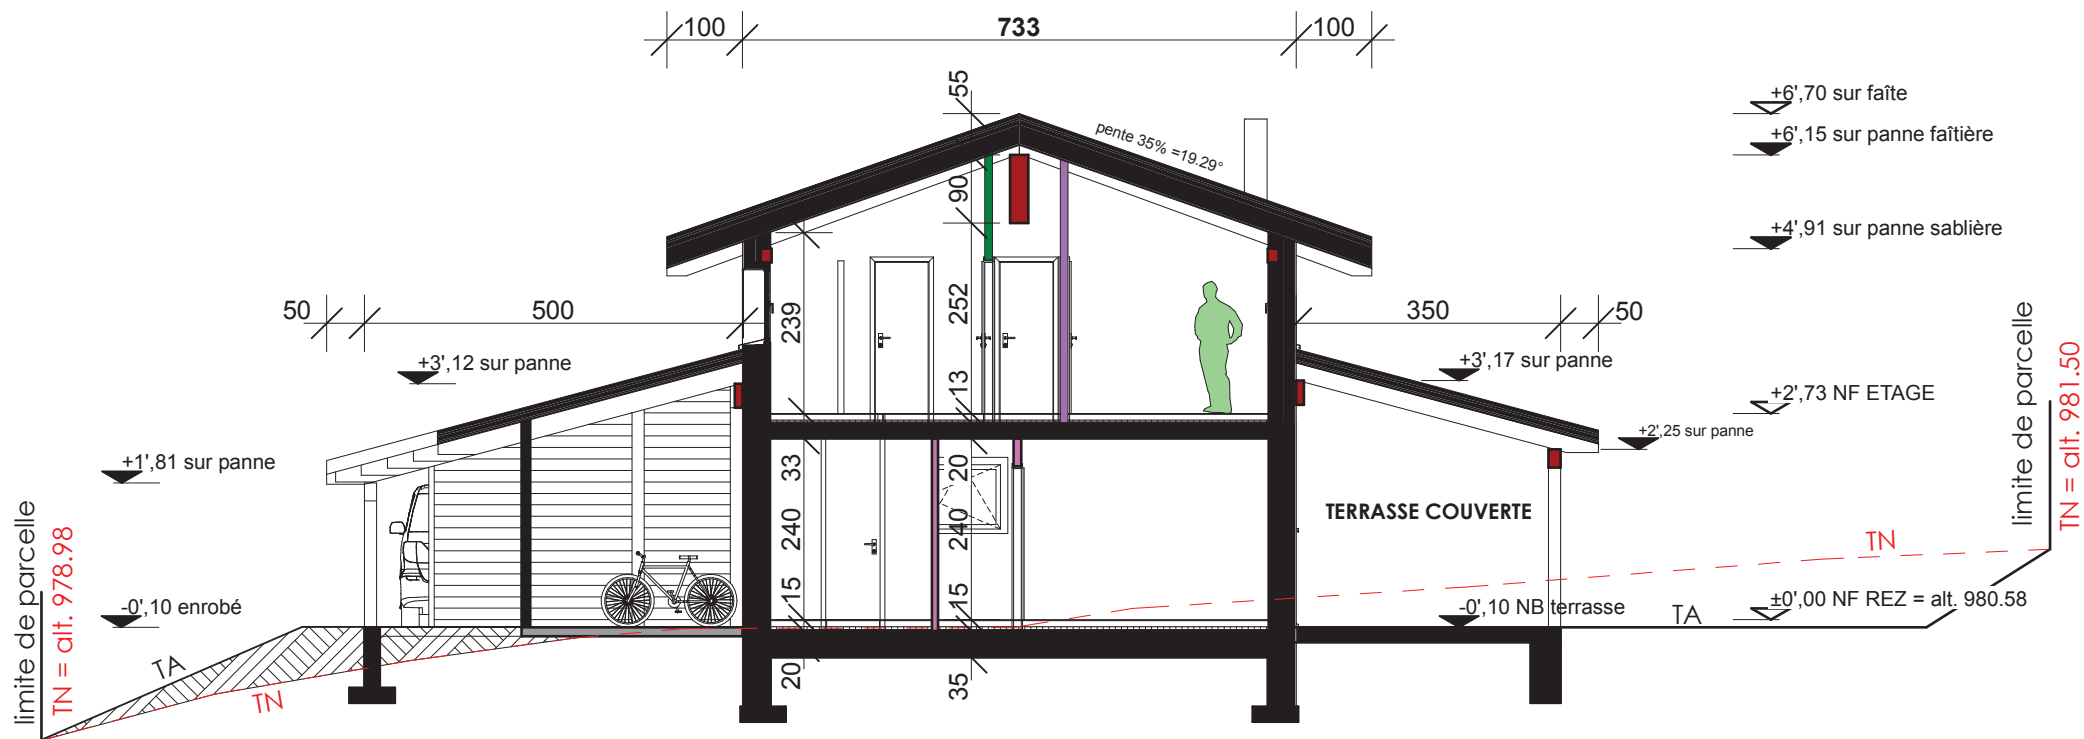 100
733
100
55
+6',70 sur faîte
+6',15 sur panne faîtière
pente 35% =19.29°
90
+4',91 sur panne sablière
50
500
239
252
350
50
+3',12 sur panne
+3',17 sur panne
13
+2',73 NF ETAGE
+2',25 sur panne
+1',81 sur panne
33
20
TERRASSE COUVERTE
240
240
limite de parcelle
TN = alt. 981.50
TN
limite de parcelle
TN = alt. 978.98
-0',10 enrobé
15
15
-0',10 NB terrasse
TA
±0',00 NF REZ = alt. 980.58
TA
TN
20
35